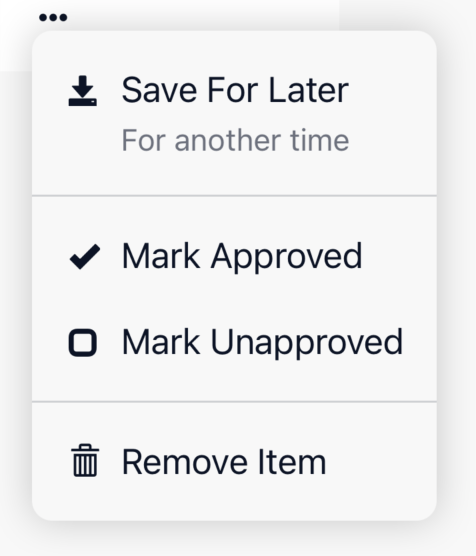 Save For Later
For another time
Mark Approved
Mark Unapproved
Remove Item